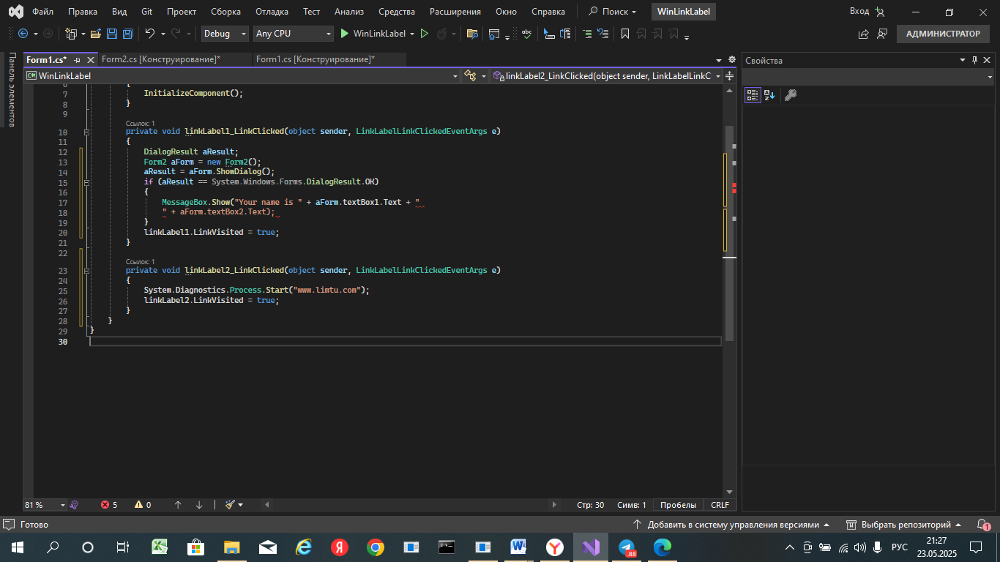 Файл Правка Вид Git Проект Сборка Отладка Тест Анализ Средства Расширения Окно Справка Поиск WinLinkLabel Вход
Debug Any CPU WinLinkLabel abc АДМИНИСТРАТОР
Панель элементов
Form1.cs* Form2.cs [Конструирование]* Form1.cs [Конструирование]*
C# WinLinkLabel linkLabel2_LinkClicked(object sender, LinkLabelLinkC
6 {
7 InitializeComponent();
8 }
9
Ссылок: 1
10 private void linkLabel1_LinkClicked(object sender, LinkLabelLinkClickedEventArgs e)
11 {
12 DialogResult aResult;
13 Form2 aForm = new Form2();
14 aResult = aForm.ShowDialog();
15 if (aResult == System.Windows.Forms.DialogResult.OK)
16 {
17 MessageBox.Show("Your name is " + aForm.textBox1.Text + "
18 " + aForm.textBox2.Text);
19 }
20 linkLabel1.LinkVisited = true;
21 }
22
Ссылок: 1
23 private void linkLabel2_LinkClicked(object sender, LinkLabelLinkClickedEventArgs e)
24 {
25 System.Diagnostics.Process.Start("www.limtu.com");
26 linkLabel2.LinkVisited = true;
27 }
28 }
29 }
30
Свойства
81 % 5 0 Стр: 30 Симв: 1 Пробелы CRLF
Готово Добавить в систему управления версиями Выбрать репозиторий 1
.88 РУС 21:27
23.05.2025